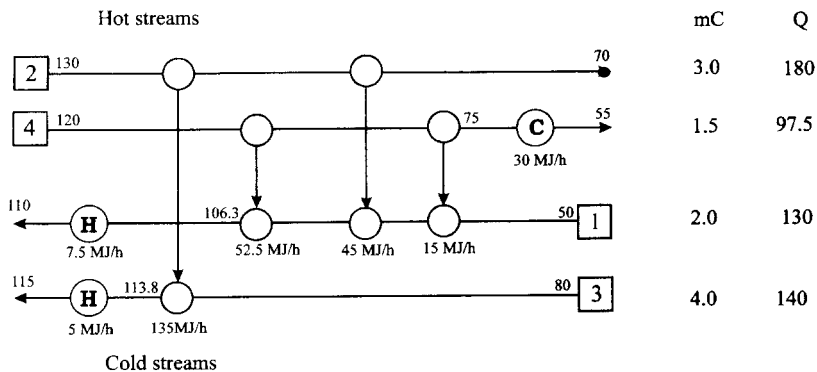 Hot streams mC Q
2 130 70 3.0 180
4 120 75 C 55 1.5 97.5
30 MJ/h
110 H 106.3 50 1 2.0 130
7.5 MJ/h 52.5 MJ/h 45 MJ/h 15 MJ/h
115 H 113.8 80 3 4.0 140
5 MJ/h 135MJ/h
Cold streams